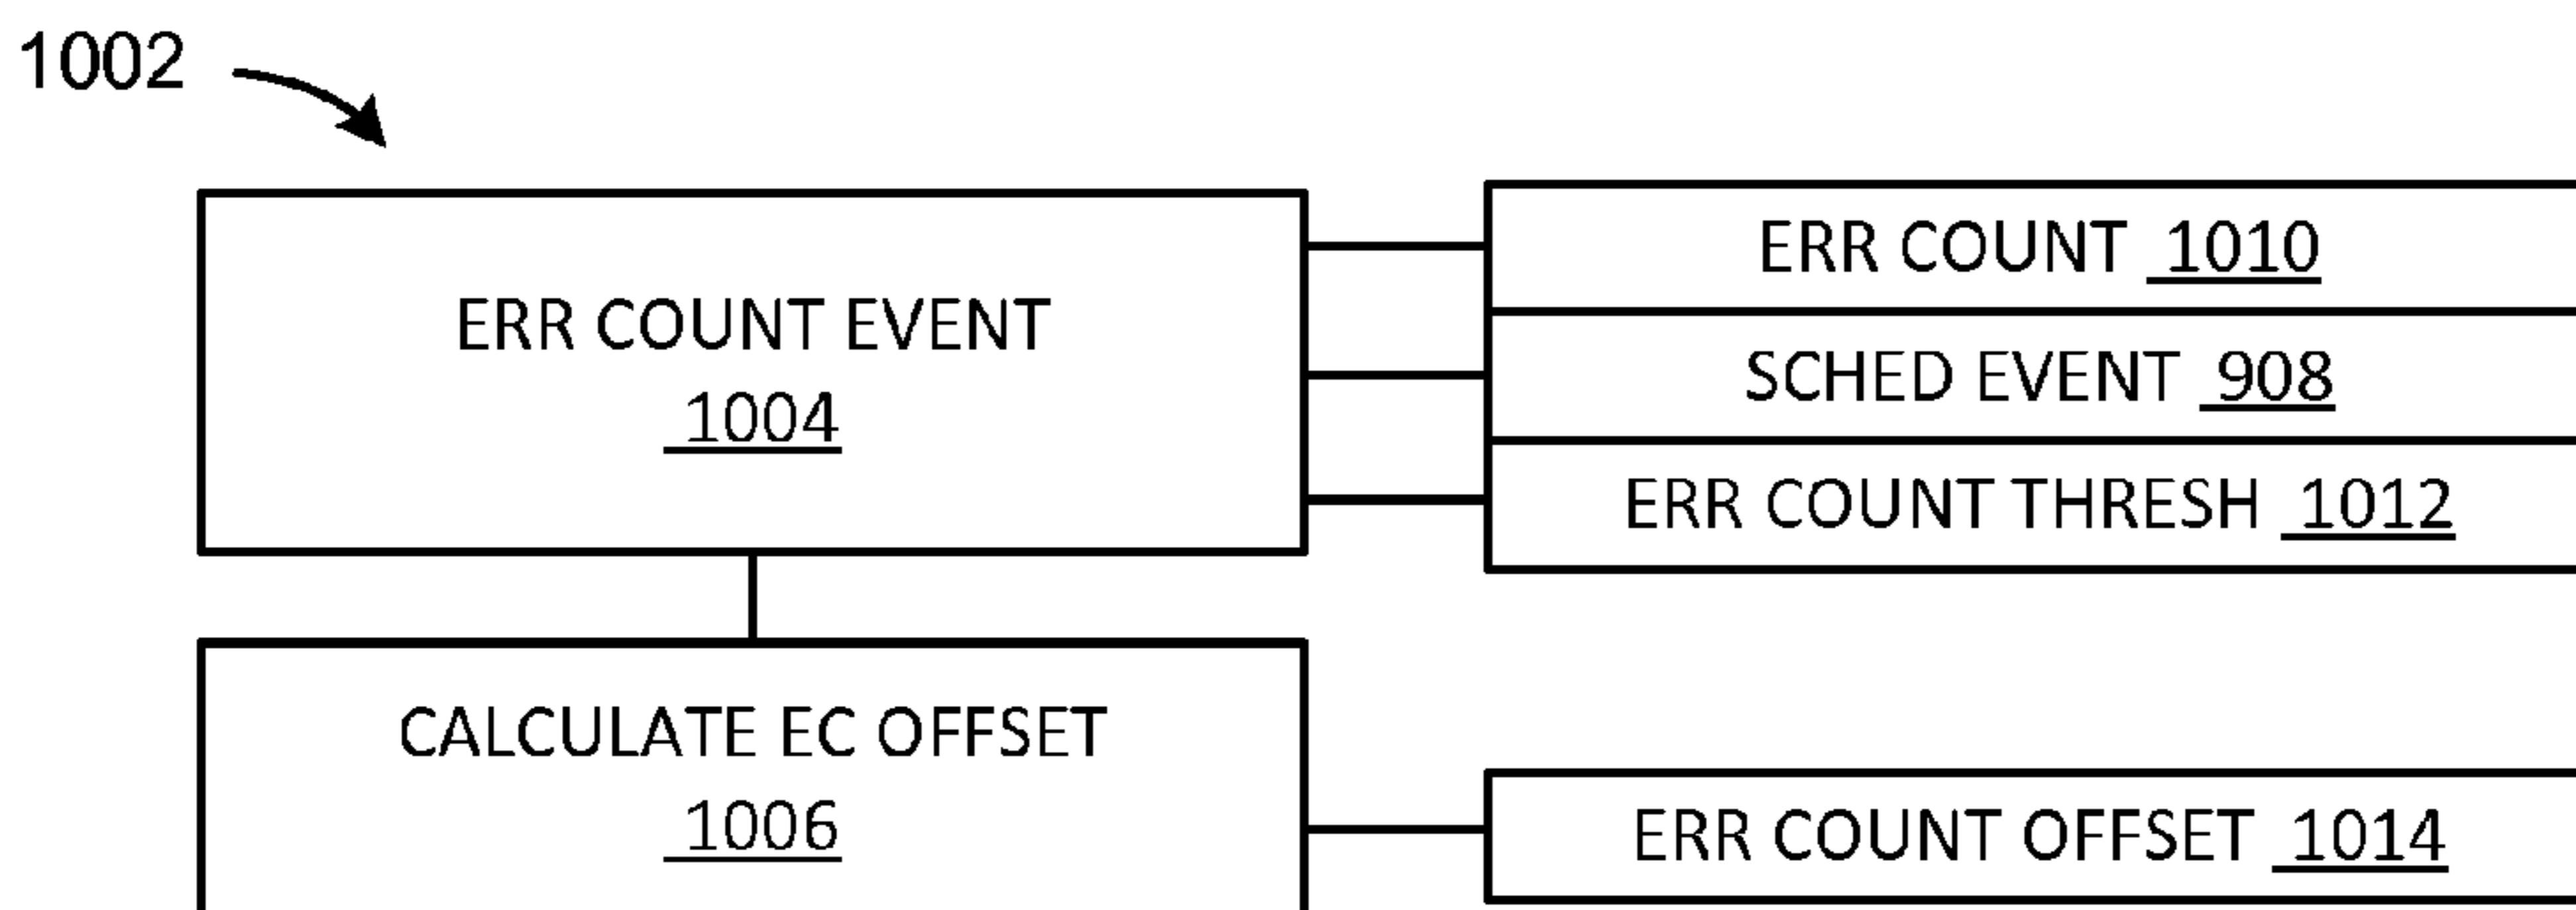 1002
ERR COUNT EVENT
1004
ERR COUNT 1010
SCHED EVENT 908
ERR COUNT THRESH 1012
CALCULATE EC OFFSET
1006
ERR COUNT OFFSET 1014